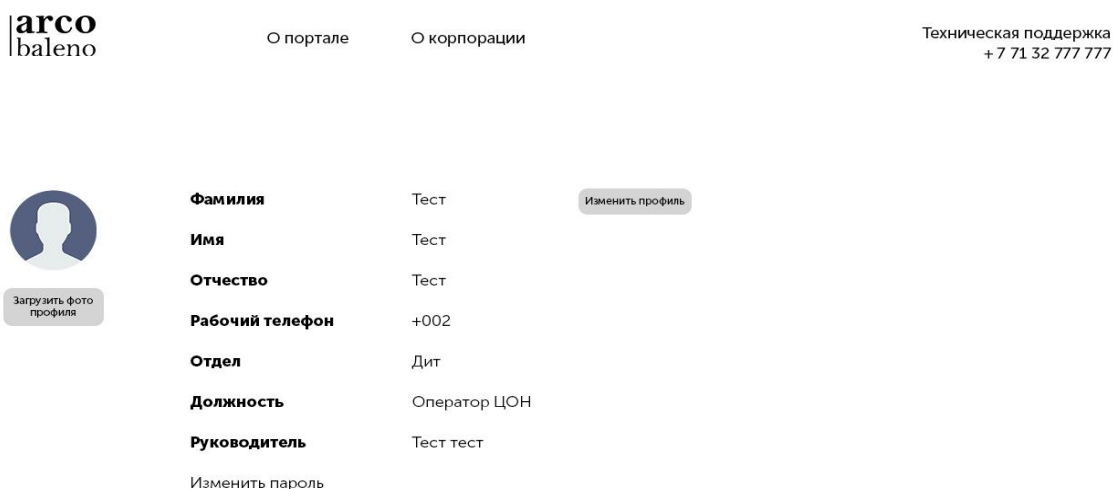 arco
baleno
О портале
О корпорации
Техническая поддержка
+ 7 71 32 777 777
Загрузить фото
профиля
Фамилия Тест
Изменить профиль
Имя Тест
Отчество Тест
Рабочий телефон +002
Отдел Дит
Должность Оператор ЦОН
Руководитель Тест тест
Изменить пароль